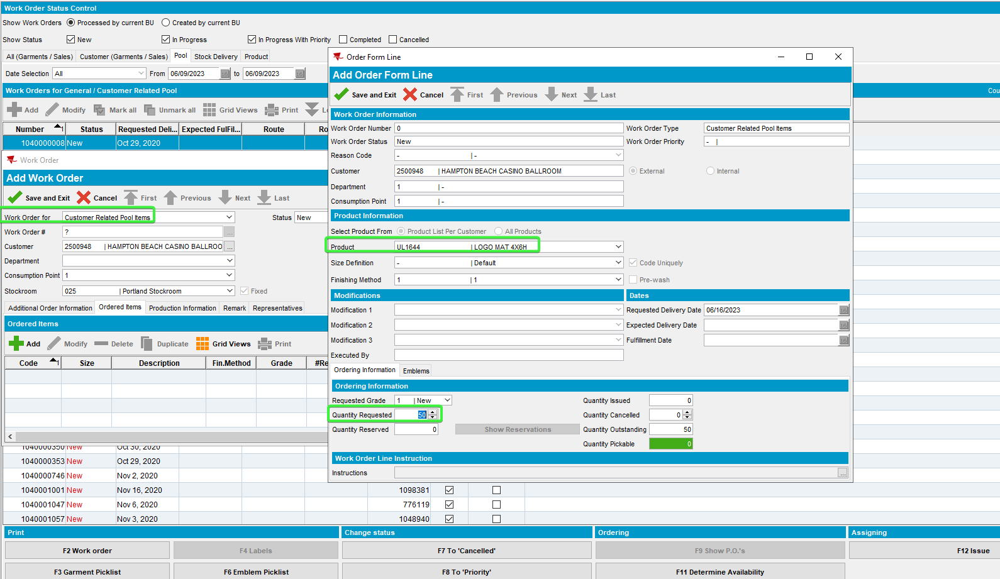 Work Order Status Control
Show Work Orders Processed by current BU Created by current BU
Show Status New In Progress In Progress With Priority Completed Cancelled
All (Garments / Sales) Customer (Garments / Sales) Pool Stock Delivery Product
Date Selection All From 06/09/2023 16 to 06/09/2023 16
Work Orders for General / Customer Related Pool
Cou
Add Modify Mark all Unmark all Grid Views Print
Number 1 Status Requested Deli... Expected FulFil... Route Ro
1040000008 New Oct 29, 2020
Work Order
Add Work Order
Save and Exit Cancel First Previous Next Last
Work Order for Customer Related Pool Items Status New
Work Order # ? ...
Customer 2500948 | HAMPTON BEACH CASINO BALLROO ...
Department
Consumption Point 1
Stockroom 025 | Portland Stockroom Fixed
Additional Order Information Ordered Items Production Information Remark Representatives
Ordered Items
Add Modify Delete Duplicate Grid Views Print
Code 1 Size Description Fin.Method Grade #Re
Order Form Line
Add Order Form Line
Save and Exit Cancel First Previous Next Last
Work Order Information
Work Order Number 0 Work Order Type Customer Related Pool Items
Work Order Status New Work Order Priority - |
Reason Code - | -
Customer 2500948 | HAMPTON BEACH CASINO BALLROOM External Internal
Department 1 | -
Consumption Point 1 | -
Product Information
Select Product From Product List Per Customer All Products
Product UL1644 | LOGO MAT 4X6H
Size Definition - | Default Code Uniquely
Finishing Method 1 | 1 Pre-wash
Modifications Dates
Modification 1 Requested Delivery Date 06/16/2023 16
Modification 2 Expected Delivery Date 16
Modification 3 Fulfillment Date 16
Executed By
Ordering Information Emblems
Ordering Information
Requested Grade 1 | New Quantity Issued 0
Quantity Requested 50 Quantity Cancelled 0
Quantity Reserved 0 Show Reservations Quantity Outstanding 50
Quantity Pickable 0
Work Order Line Instruction
Instructions ...
1040000350 New Oct 30, 2020
1040000353 New Oct 29, 2020
1040000746 New Nov 2, 2020
1040001001 New Nov 16, 2020 1098381
1040001047 New Nov 6, 2020 776119
1040001057 New Nov 3, 2020 1048940
Print Change status Ordering Assigning
F2 Work order F4 Labels F7 To 'Cancelled' F9 Show P.O.'s F12 Issue
F3 Garment Picklist F6 Emblem Picklist F8 To 'Priority' F11 Determine Availability